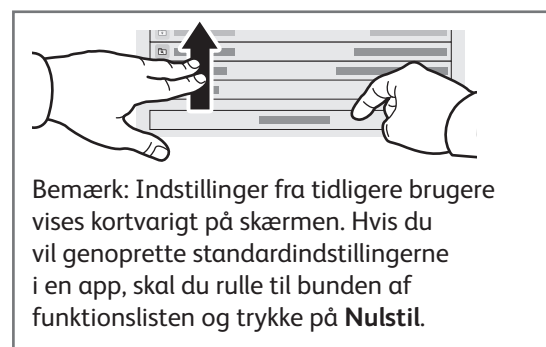 Bemærk: Indstillinger fra tidligere brugere
vises kortvarigt på skærmen. Hvis du
vil genoprette standardindstillingerne
i en app, skal du rulle til bunden af
funktionslisten og trykke på Nulstil.